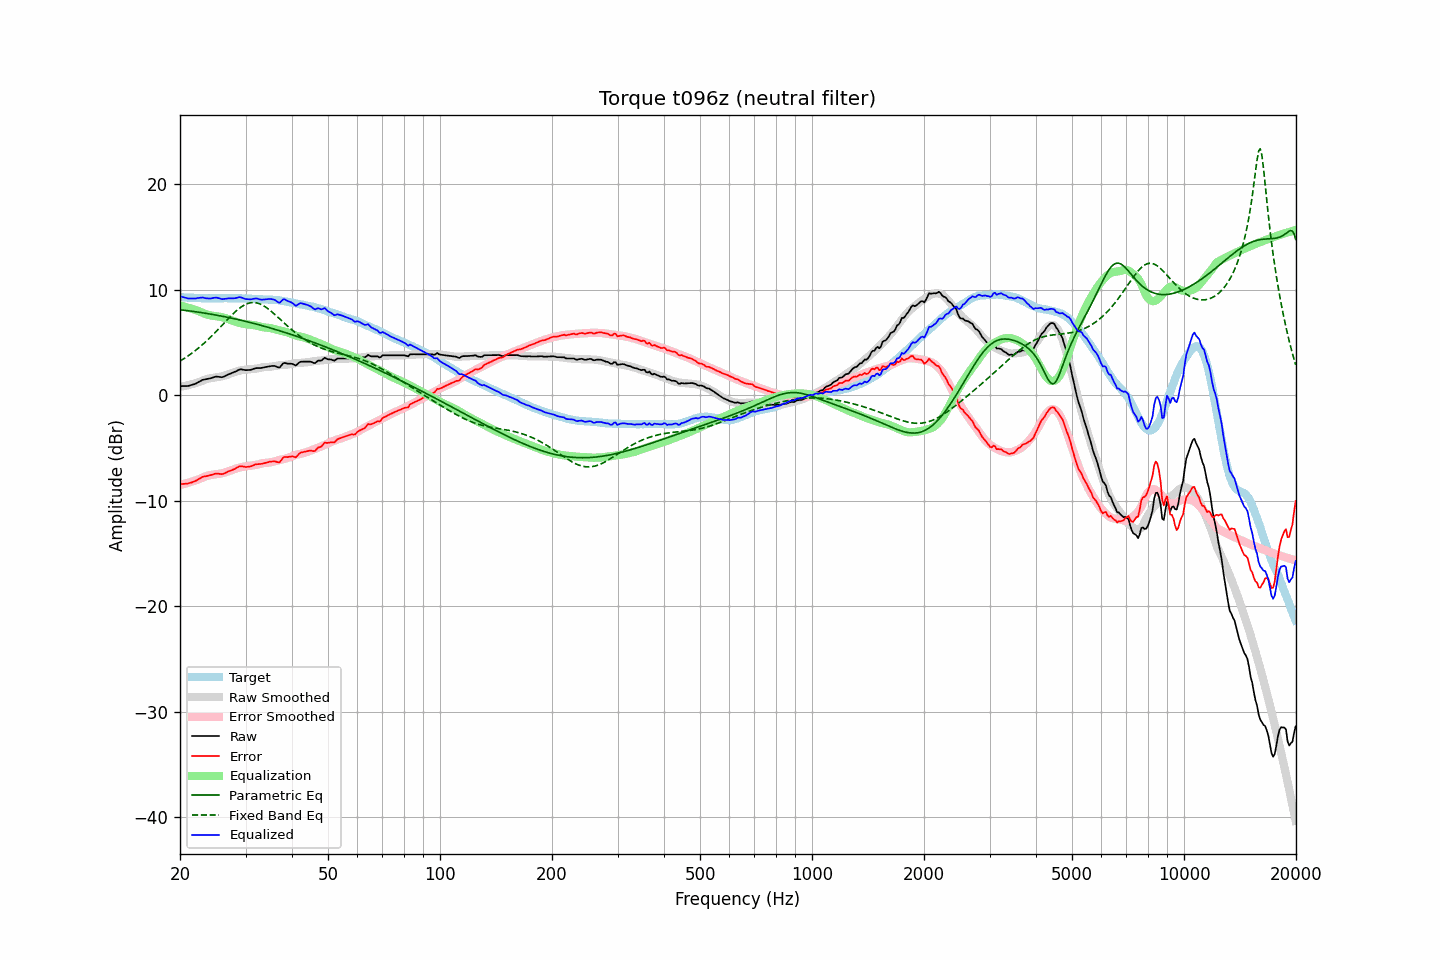 Torque t096z (neutral filter)
Amplitude (dBr)
20
10
0
−10
−20
−30
−40
Target
Raw Smoothed
Error Smoothed
Raw
Error
Equalization
Parametric Eq
Fixed Band Eq
Equalized
20 50 100 200 500 1000 2000 5000 10000 20000
Frequency (Hz)